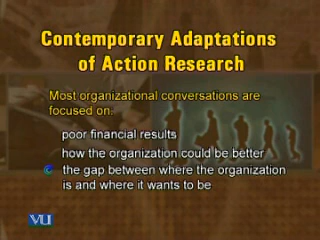 Contemporary Adaptations
of Action Research
Most organizational conversations are
focused on:
poor financial results
how the organization could be better
the gap between where the organization
is and where it wants to be
VU